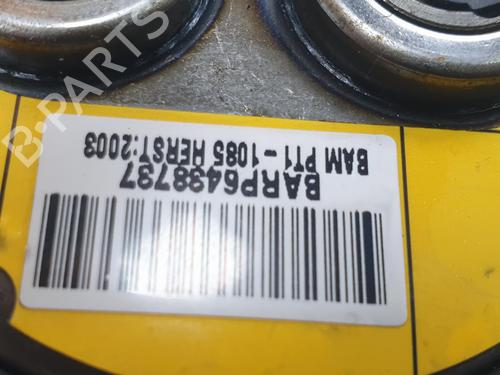 BAM PT1 - 1085 HERST:2003
BARP6438737
B-PARTS